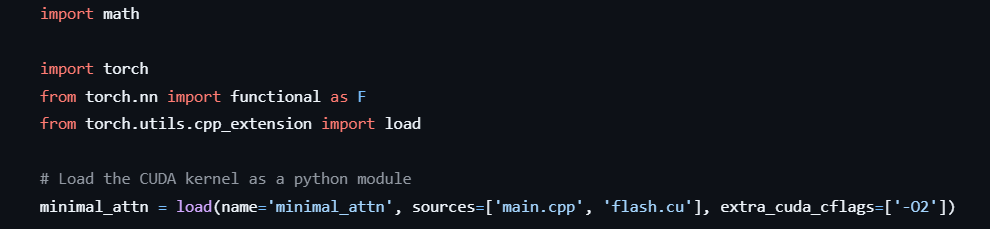 import math
import torch
from torch.nn import functional as F
from torch.utils.cpp_extension import load
# Load the CUDA kernel as a python module
minimal_attn = load(name='minimal_attn', sources=['main.cpp', 'flash.cu'], extra_cuda_cflags=['-O2'])